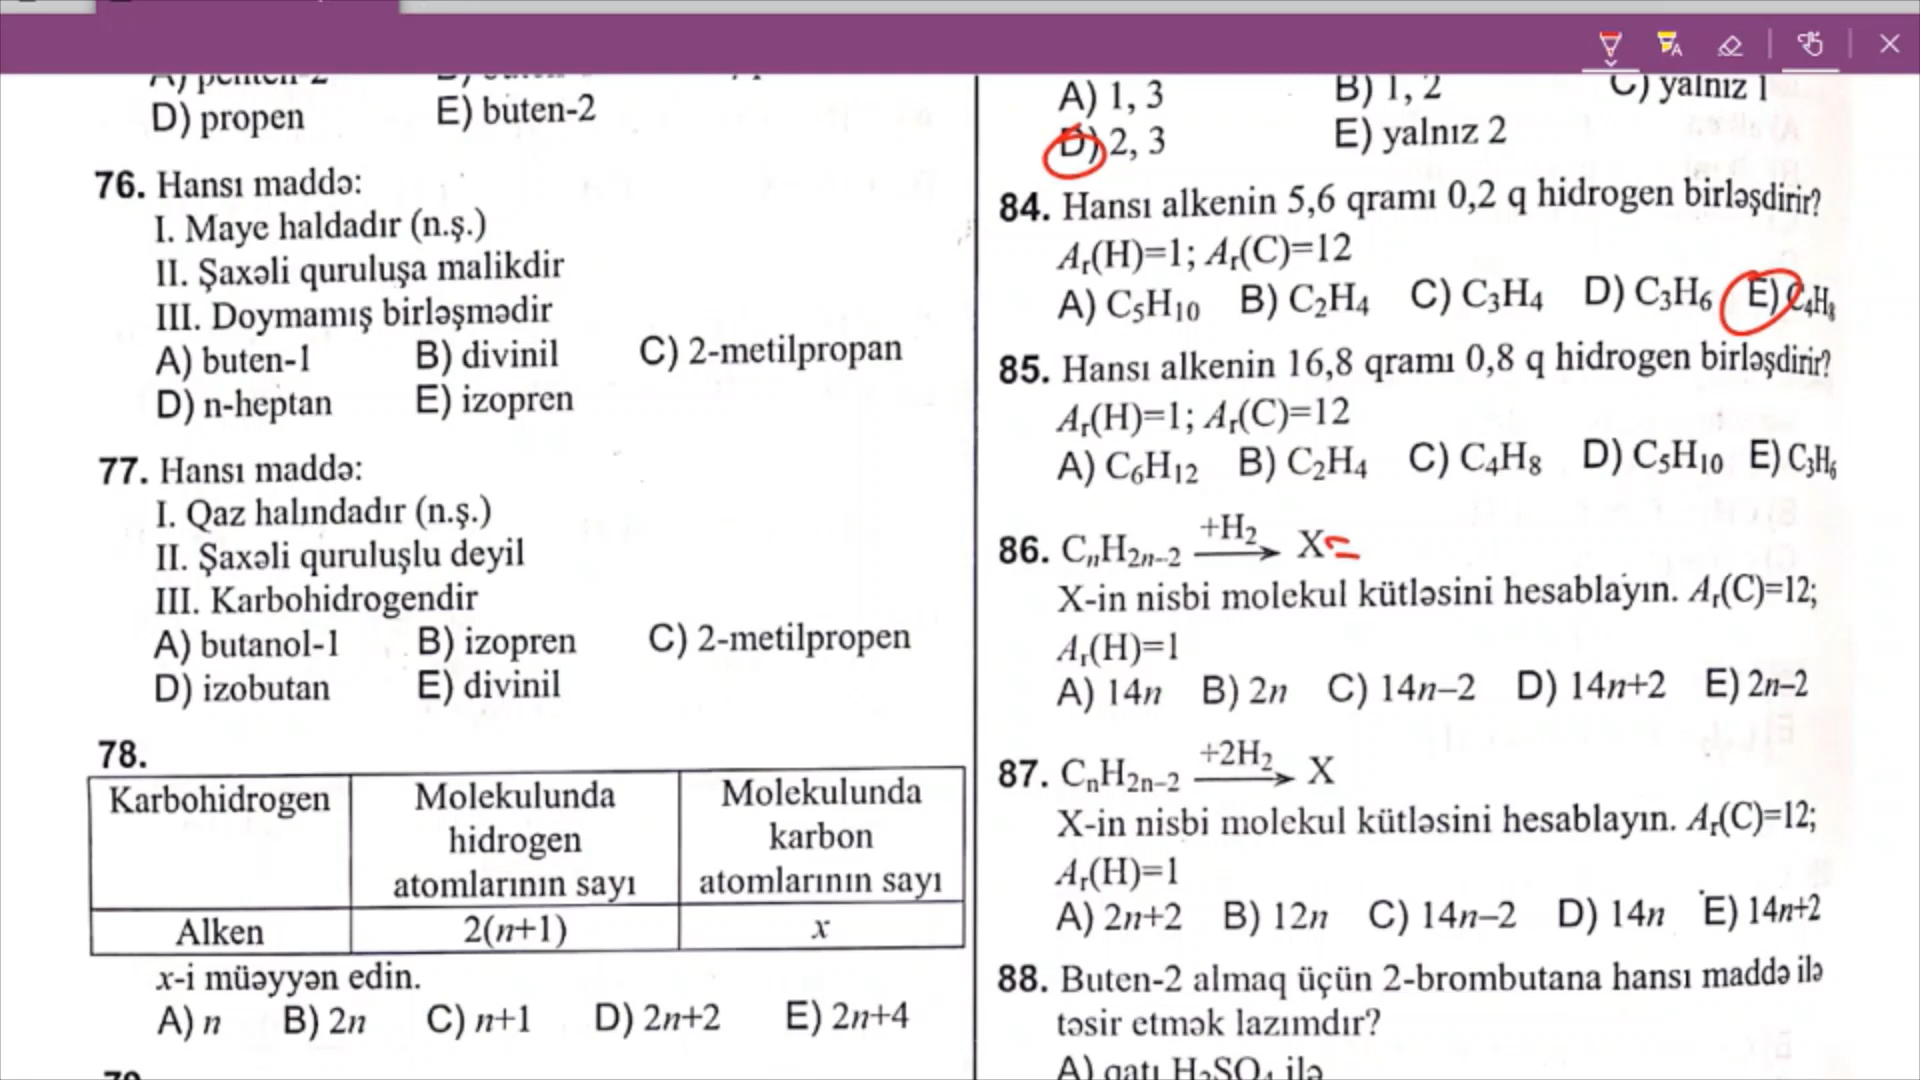 D) propen E) buten-2
76. Hansı maddə:
I. Maye haldadır (n.ş.)
II. Şaxəli quruluşa malikdir
III. Doymamış birləşmədir
A) buten-1 B) divinil C) 2-metilpropan
D) n-heptan E) izopren
77. Hansı maddə:
I. Qaz halındadır (n.ş.)
II. Şaxəli quruluşlu deyil
III. Karbohidrogendir
A) butanol-1 B) izopren C) 2-metilpropen
D) izobutan E) divinil
78.
Karbohidrogen Molekulunda hidrogen atomlarının sayı Molekulunda karbon atomlarının sayı
Alken 2(n+1) x
x-i müəyyən edin.
A) n B) 2n C) n+1 D) 2n+2 E) 2n+4
A) 1, 3 B) 1, 2 C) yalnız 1
D) 2, 3 E) yalnız 2
84. Hansı alkenin 5,6 qramı 0,2 q hidrogen birləşdirir?
Aᵣ(H)=1; Aᵣ(C)=12
A) C₅H₁₀ B) C₂H₄ C) C₃H₄ D) C₃H₆ E) C₄H₈
85. Hansı alkenin 16,8 qramı 0,8 q hidrogen birləşdirir?
Aᵣ(H)=1; Aᵣ(C)=12
A) C₆H₁₂ B) C₂H₄ C) C₄H₈ D) C₅H₁₀ E) C₃H₆
86. CₙH₂ₙ₋₂ +H₂ → X
X-in nisbi molekul kütləsini hesablayın. Aᵣ(C)=12;
Aᵣ(H)=1
A) 14n B) 2n C) 14n–2 D) 14n+2 E) 2n–2
87. CₙH₂ₙ₋₂ +2H₂ → X
X-in nisbi molekul kütləsini hesablayın. Aᵣ(C)=12;
Aᵣ(H)=1
A) 2n+2 B) 12n C) 14n–2 D) 14n E) 14n+2
88. Buten-2 almaq üçün 2-brombutana hansı maddə ilə
təsir etmək lazımdır?
A) qatı H₂SO₄ ilə